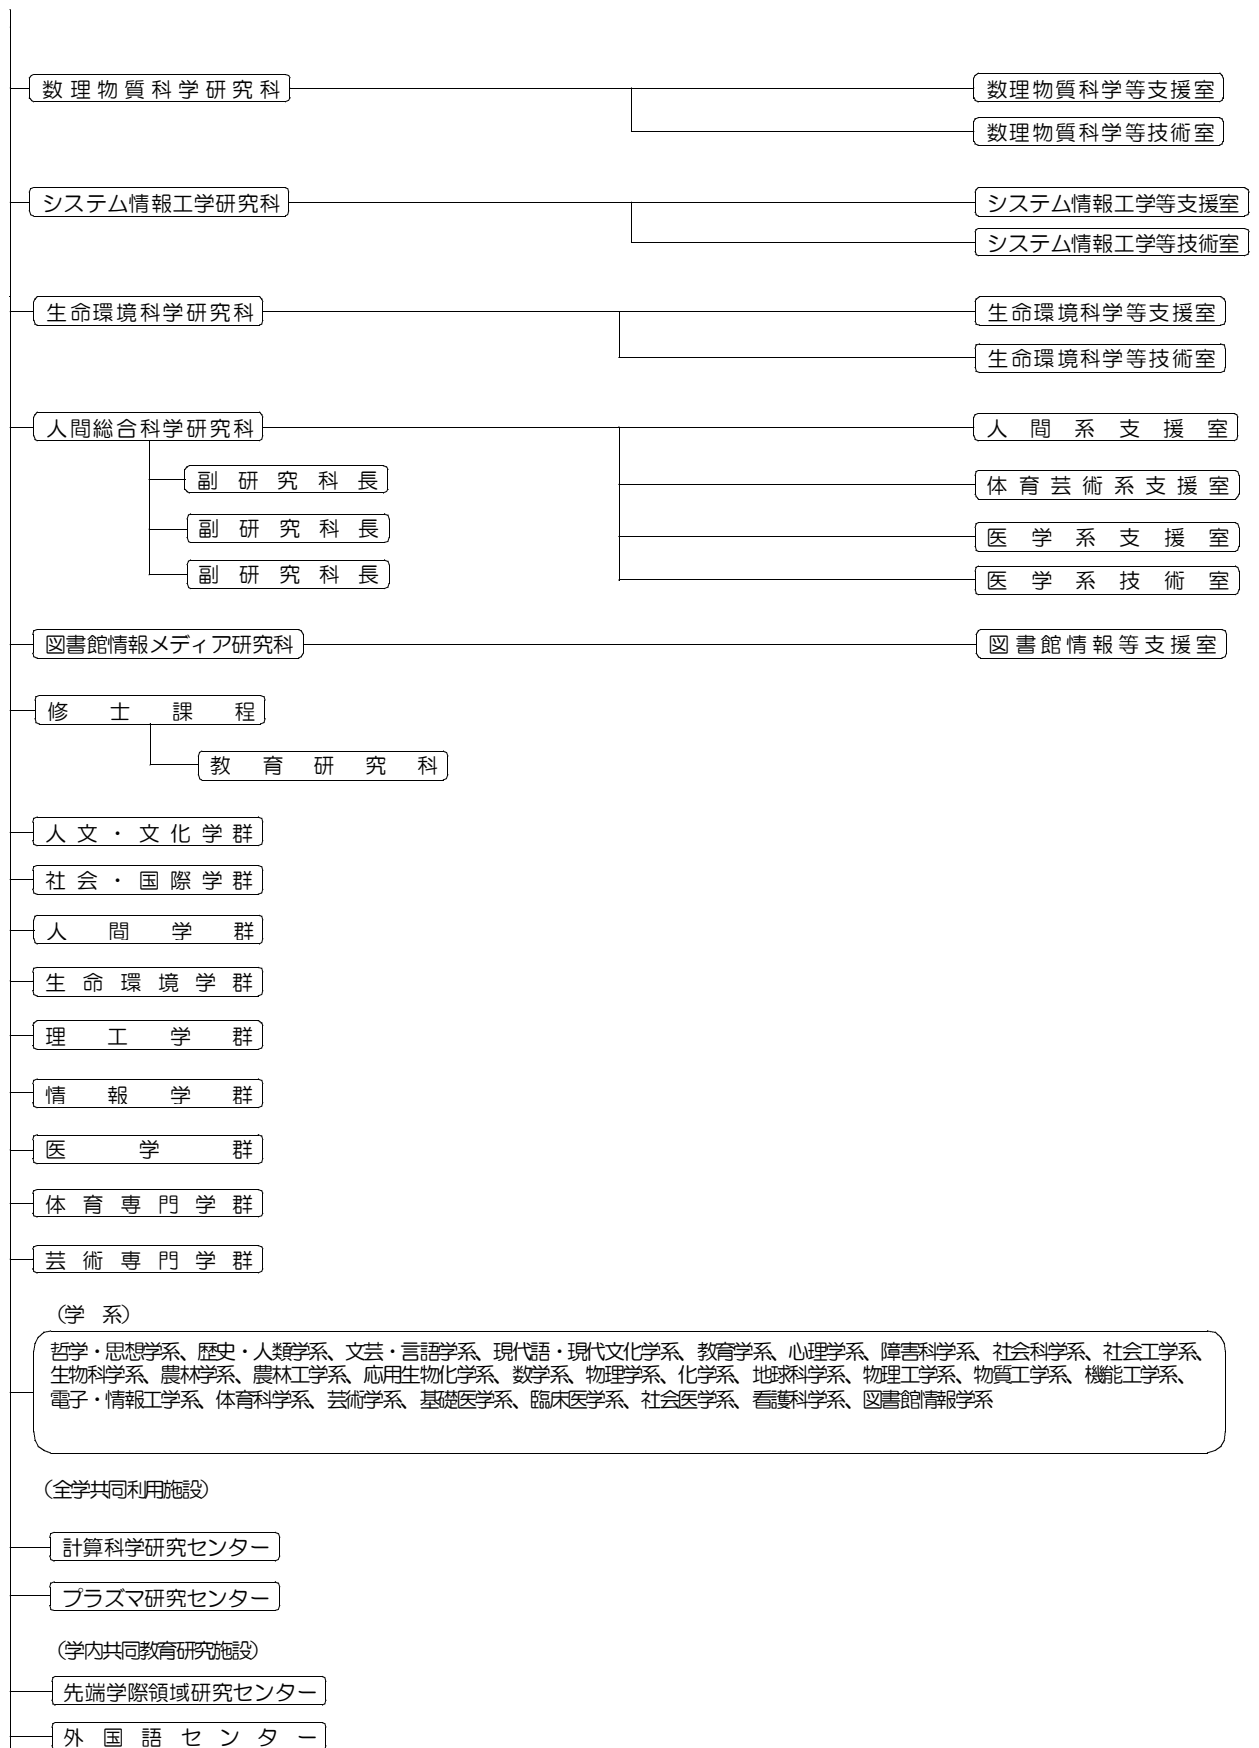 数理物質科学研究科 数理物質科学等支援室
数理物質科学等技術室
システム情報工学研究科 システム情報工学等支援室
システム情報工学等技術室
生命環境科学研究科 生命環境科学等支援室
生命環境科学等技術室
人間総合科学研究科 人間系支援室
副研究科長 体育芸術系支援室
副研究科長 医学系支援室
副研究科長 医学系技術室
図書館情報メディア研究科 図書館情報等支援室
修士課程
教育研究科
人文・文化学群
社会・国際学群
人間学群
生命環境学群
理工学群
情報学群
医学群
体育専門学群
芸術専門学群
（学 系）
哲学・思想学系、歴史・人類学系、文芸・言語学系、現代語・現代文化学系、教育学系、心理学系、障害科学系、社会科学系、社会工学系、
生物科学系、農林学系、農林工学系、応用生物化学系、数学系、物理学系、化学系、地球科学系、物理工学系、物質工学系、機能工学系、
電子・情報工学系、体育科学系、芸術学系、基礎医学系、臨床医学系、社会医学系、看護科学系、図書館情報学系
（全学共同利用施設）
計算科学研究センター
プラズマ研究センター
（学内共同教育研究施設）
先端学際領域研究センター
外国語センター